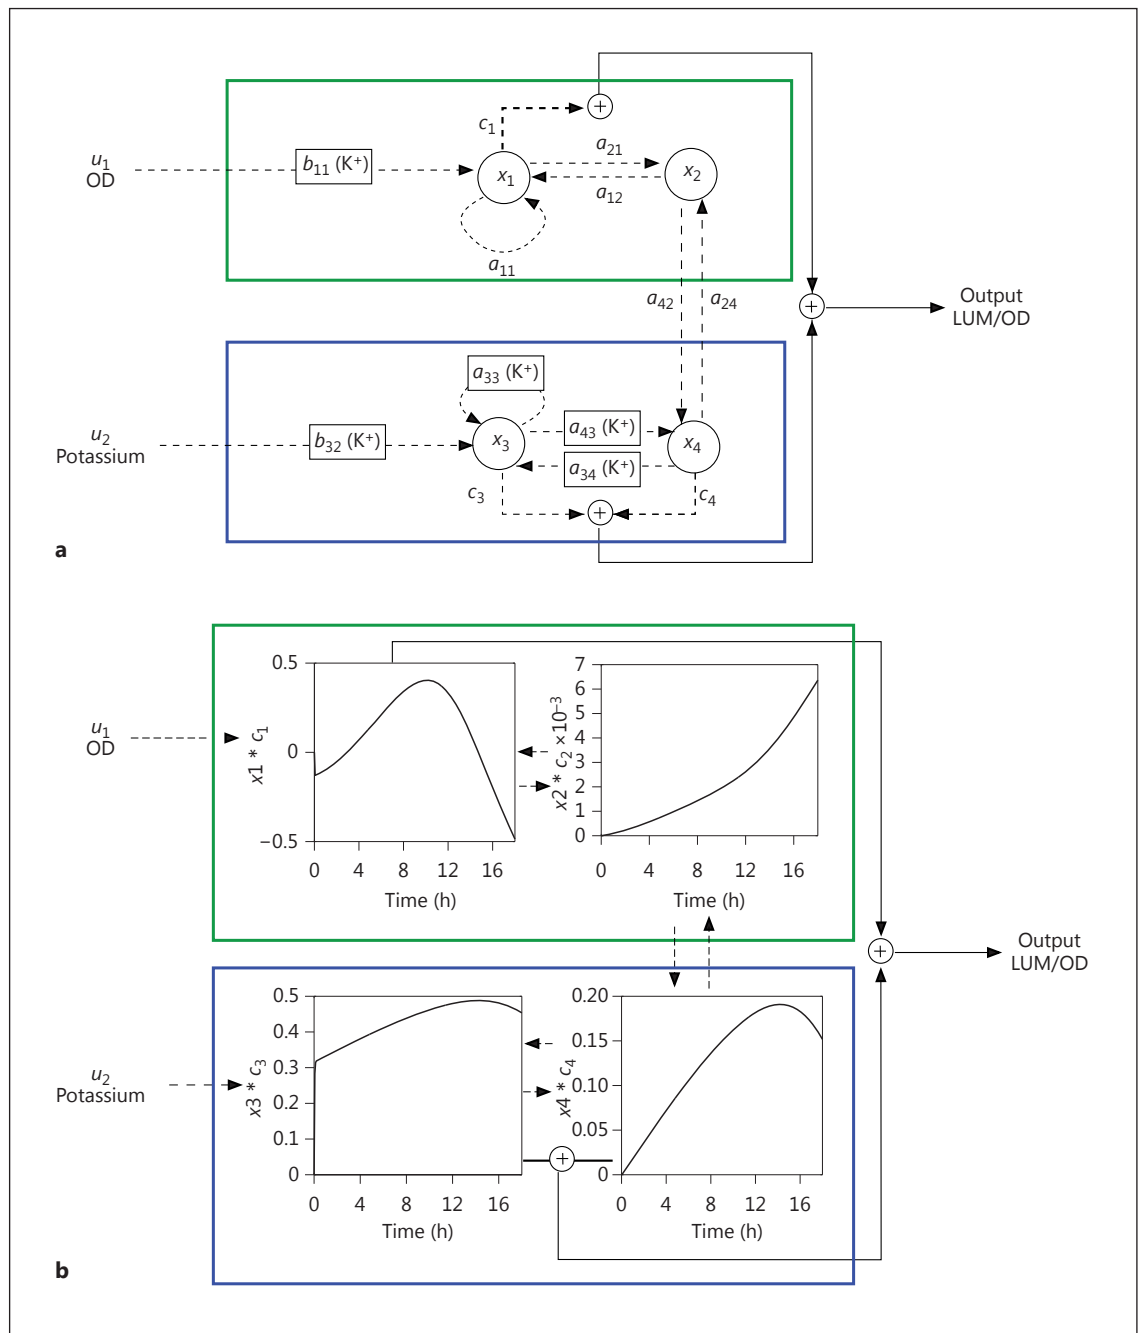 c1
+
a21
u1
OD
b11 (K+)
x1
x2
a12
a11
a42
a24
+
Output
LUM/OD
a33 (K+)
u2
Potassium
b32 (K+)
x3
a43 (K+)
x4
a34 (K+)
c3
+
c4
a
u1
OD
x1 * c1
0.5
0
−0.5
0 4 8 12 16
Time (h)
x2 * c2 ×10−3
7
6
5
4
3
2
1
0
0 4 8 12 16
Time (h)
+
Output
LUM/OD
u2
Potassium
x3 * c3
0.5
0.4
0.3
0.2
0.1
0
0 4 8 12 16
Time (h)
+
x4 * c4
0.20
0.15
0.10
0.05
0
0 4 8 12 16
Time (h)
b